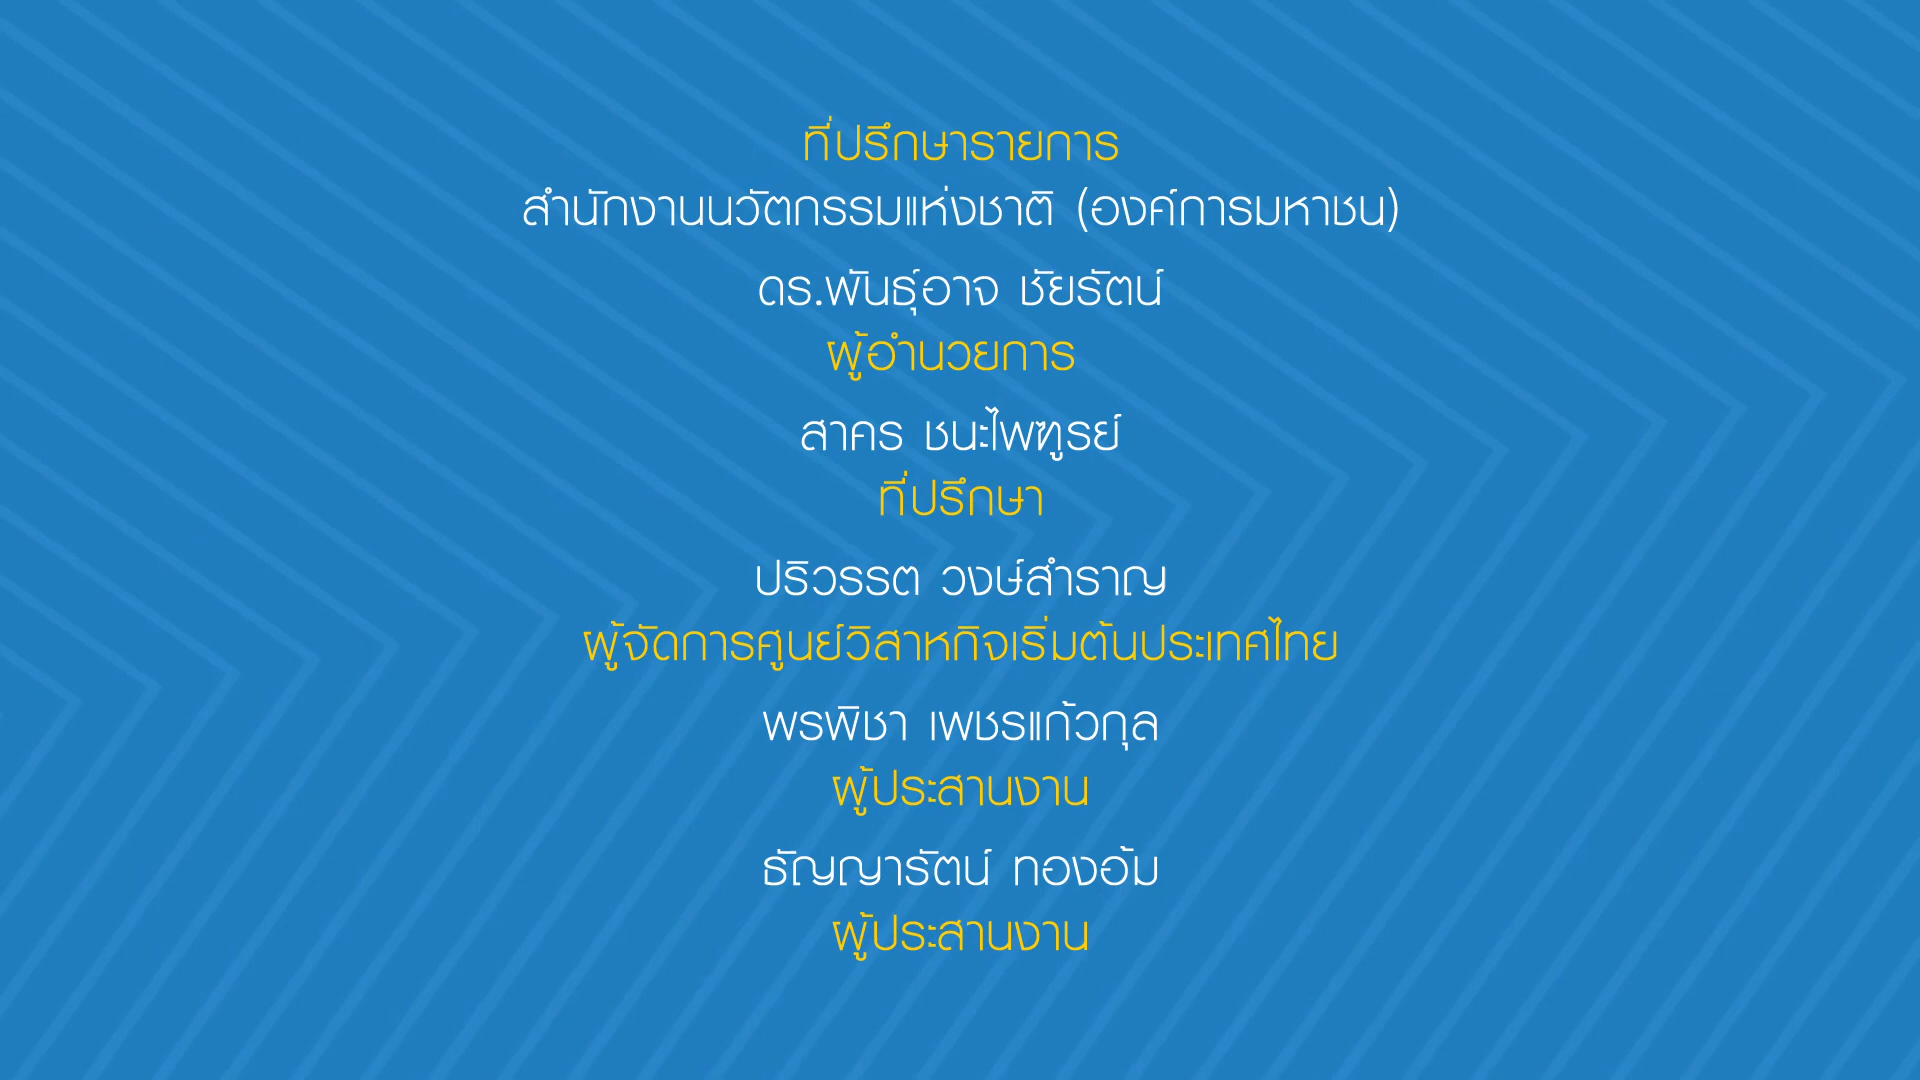 ที่ปรึกษารายการ
สำนักงานนวัตกรรมแห่งชาติ (องค์การมหาชน)
ดร.พันธุ์อาจ ชัยรัตน์
ผู้อำนวยการ
สาคร ชนะไพฑูรย์
ที่ปรึกษา
ปริวรรต วงษ์สำราญ
ผู้จัดการศูนย์วิสาหกิจเริ่มต้นประเทศไทย
พรพิชา เพชรแก้วกุล
ผู้ประสานงาน
ธัญญารัตน์ ทองอ้ม
ผู้ประสานงาน